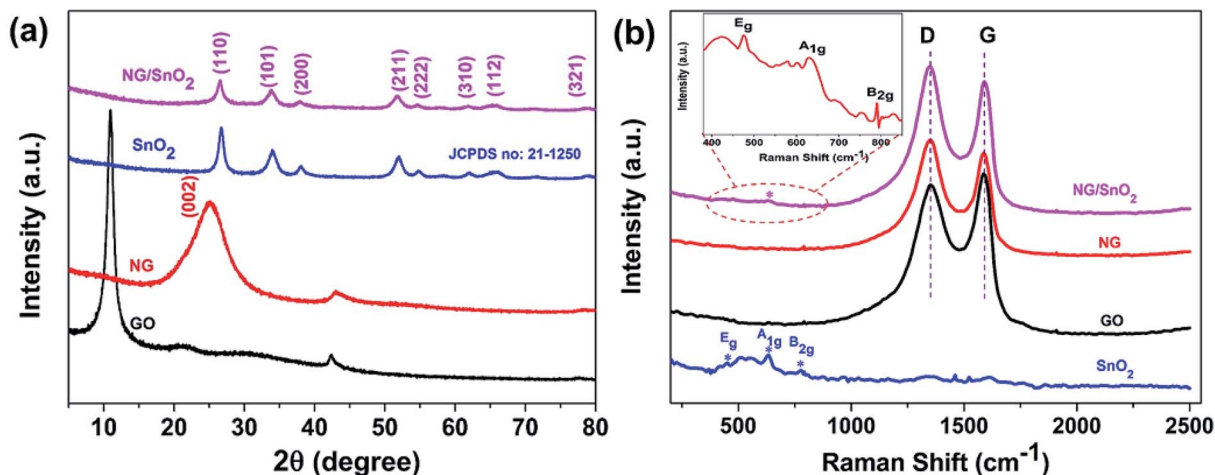 (a)
NG/SnO2
(110)
(101)
(200)
(211)
(222)
(310)
(112)
(321)
SnO2
JCPDS no: 21-1250
(002)
NG
GO
Intensity (a.u.)
10 20 30 40 50 60 70 80
2θ (degree)
(b)
D G
Eg
A1g
B2g
Intensity (a.u.)
400 500 600 700 800
Raman Shift (cm-1)
*
NG/SnO2
NG
GO
Eg A1g B2g
* * *
SnO2
Intensity (a.u.)
500 1000 1500 2000 2500
Raman Shift (cm-1)